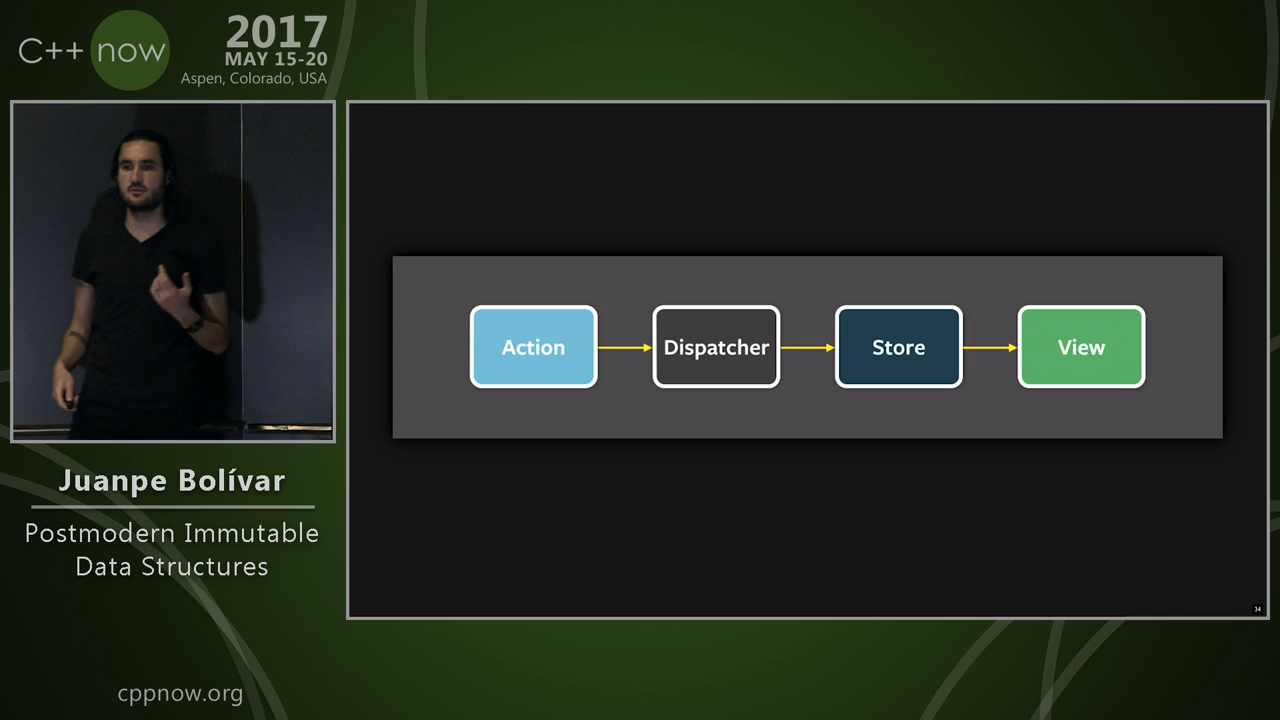 C++ now
2017
MAY 15-20
Aspen, Colorado, USA
Action
Dispatcher
Store
View
34
Juanpe Bolívar
Postmodern Immutable
Data Structures
cppnow.org